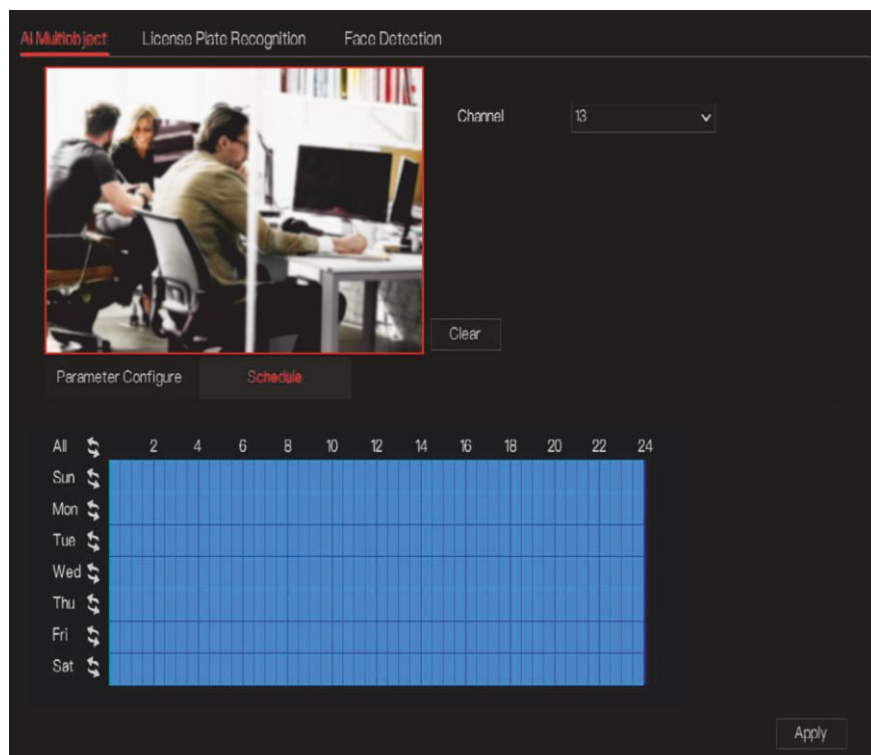 AI Multiobject License Plate Recognition Face Detection
Channel 13
Clear
Parameter Configure Schedule
All 2 4 6 8 10 12 14 16 18 20 22 24
Sun
Mon
Tue
Wed
Thu
Fri
Sat
Apply